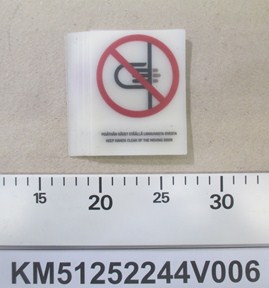 KEEP HANDS CLEAR OF THE MOVING DOOR
15 20 25 30
KM51252244V006